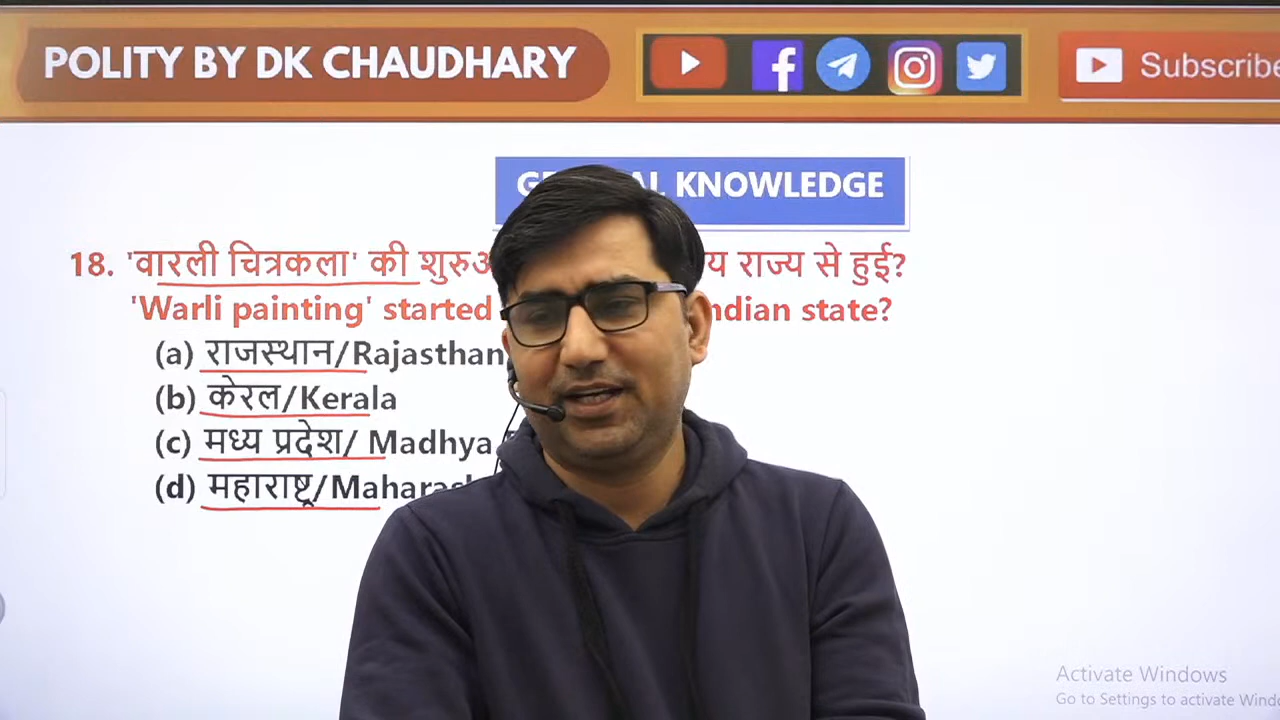 POLITY BY DK CHAUDHARY
Subscribe
KNOWLEDGE
18. 'वारली चित्रकला' की राज्य से हुई?
'Warli painting' started state?
(a) राजस्थान/Rajasthan
(b) केरल/Kerala
(c) मध्य प्रदेश/ Madhya
(d) महाराष्ट्र/
Activate Windows
Go to Settings to activate